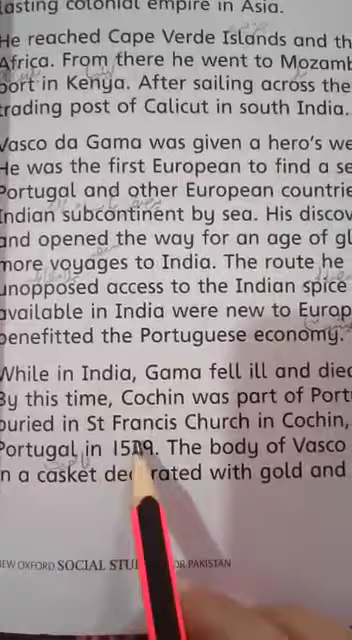 lasting colonial empire in Asia.
He reached Cape Verde Islands and th
Africa. From there he went to Mozamb
port in Kenya. After sailing across the
trading post of Calicut in south India.
Vasco da Gama was given a hero's we
He was the first European to find a se
Portugal and other European countrie
Indian subcontinent by sea. His discov
and opened the way for an age of gl
more voyages to India. The route he
unopposed access to the Indian spice
available in India were new to Europ
benefitted the Portuguese economy.
While in India, Gama fell ill and died
By this time, Cochin was part of Port
buried in St Francis Church in Cochin,
Portugal in 1539. The body of Vasco
in a casket decorated with gold and
NEW OXFORD SOCIAL STU OR PAKISTAN